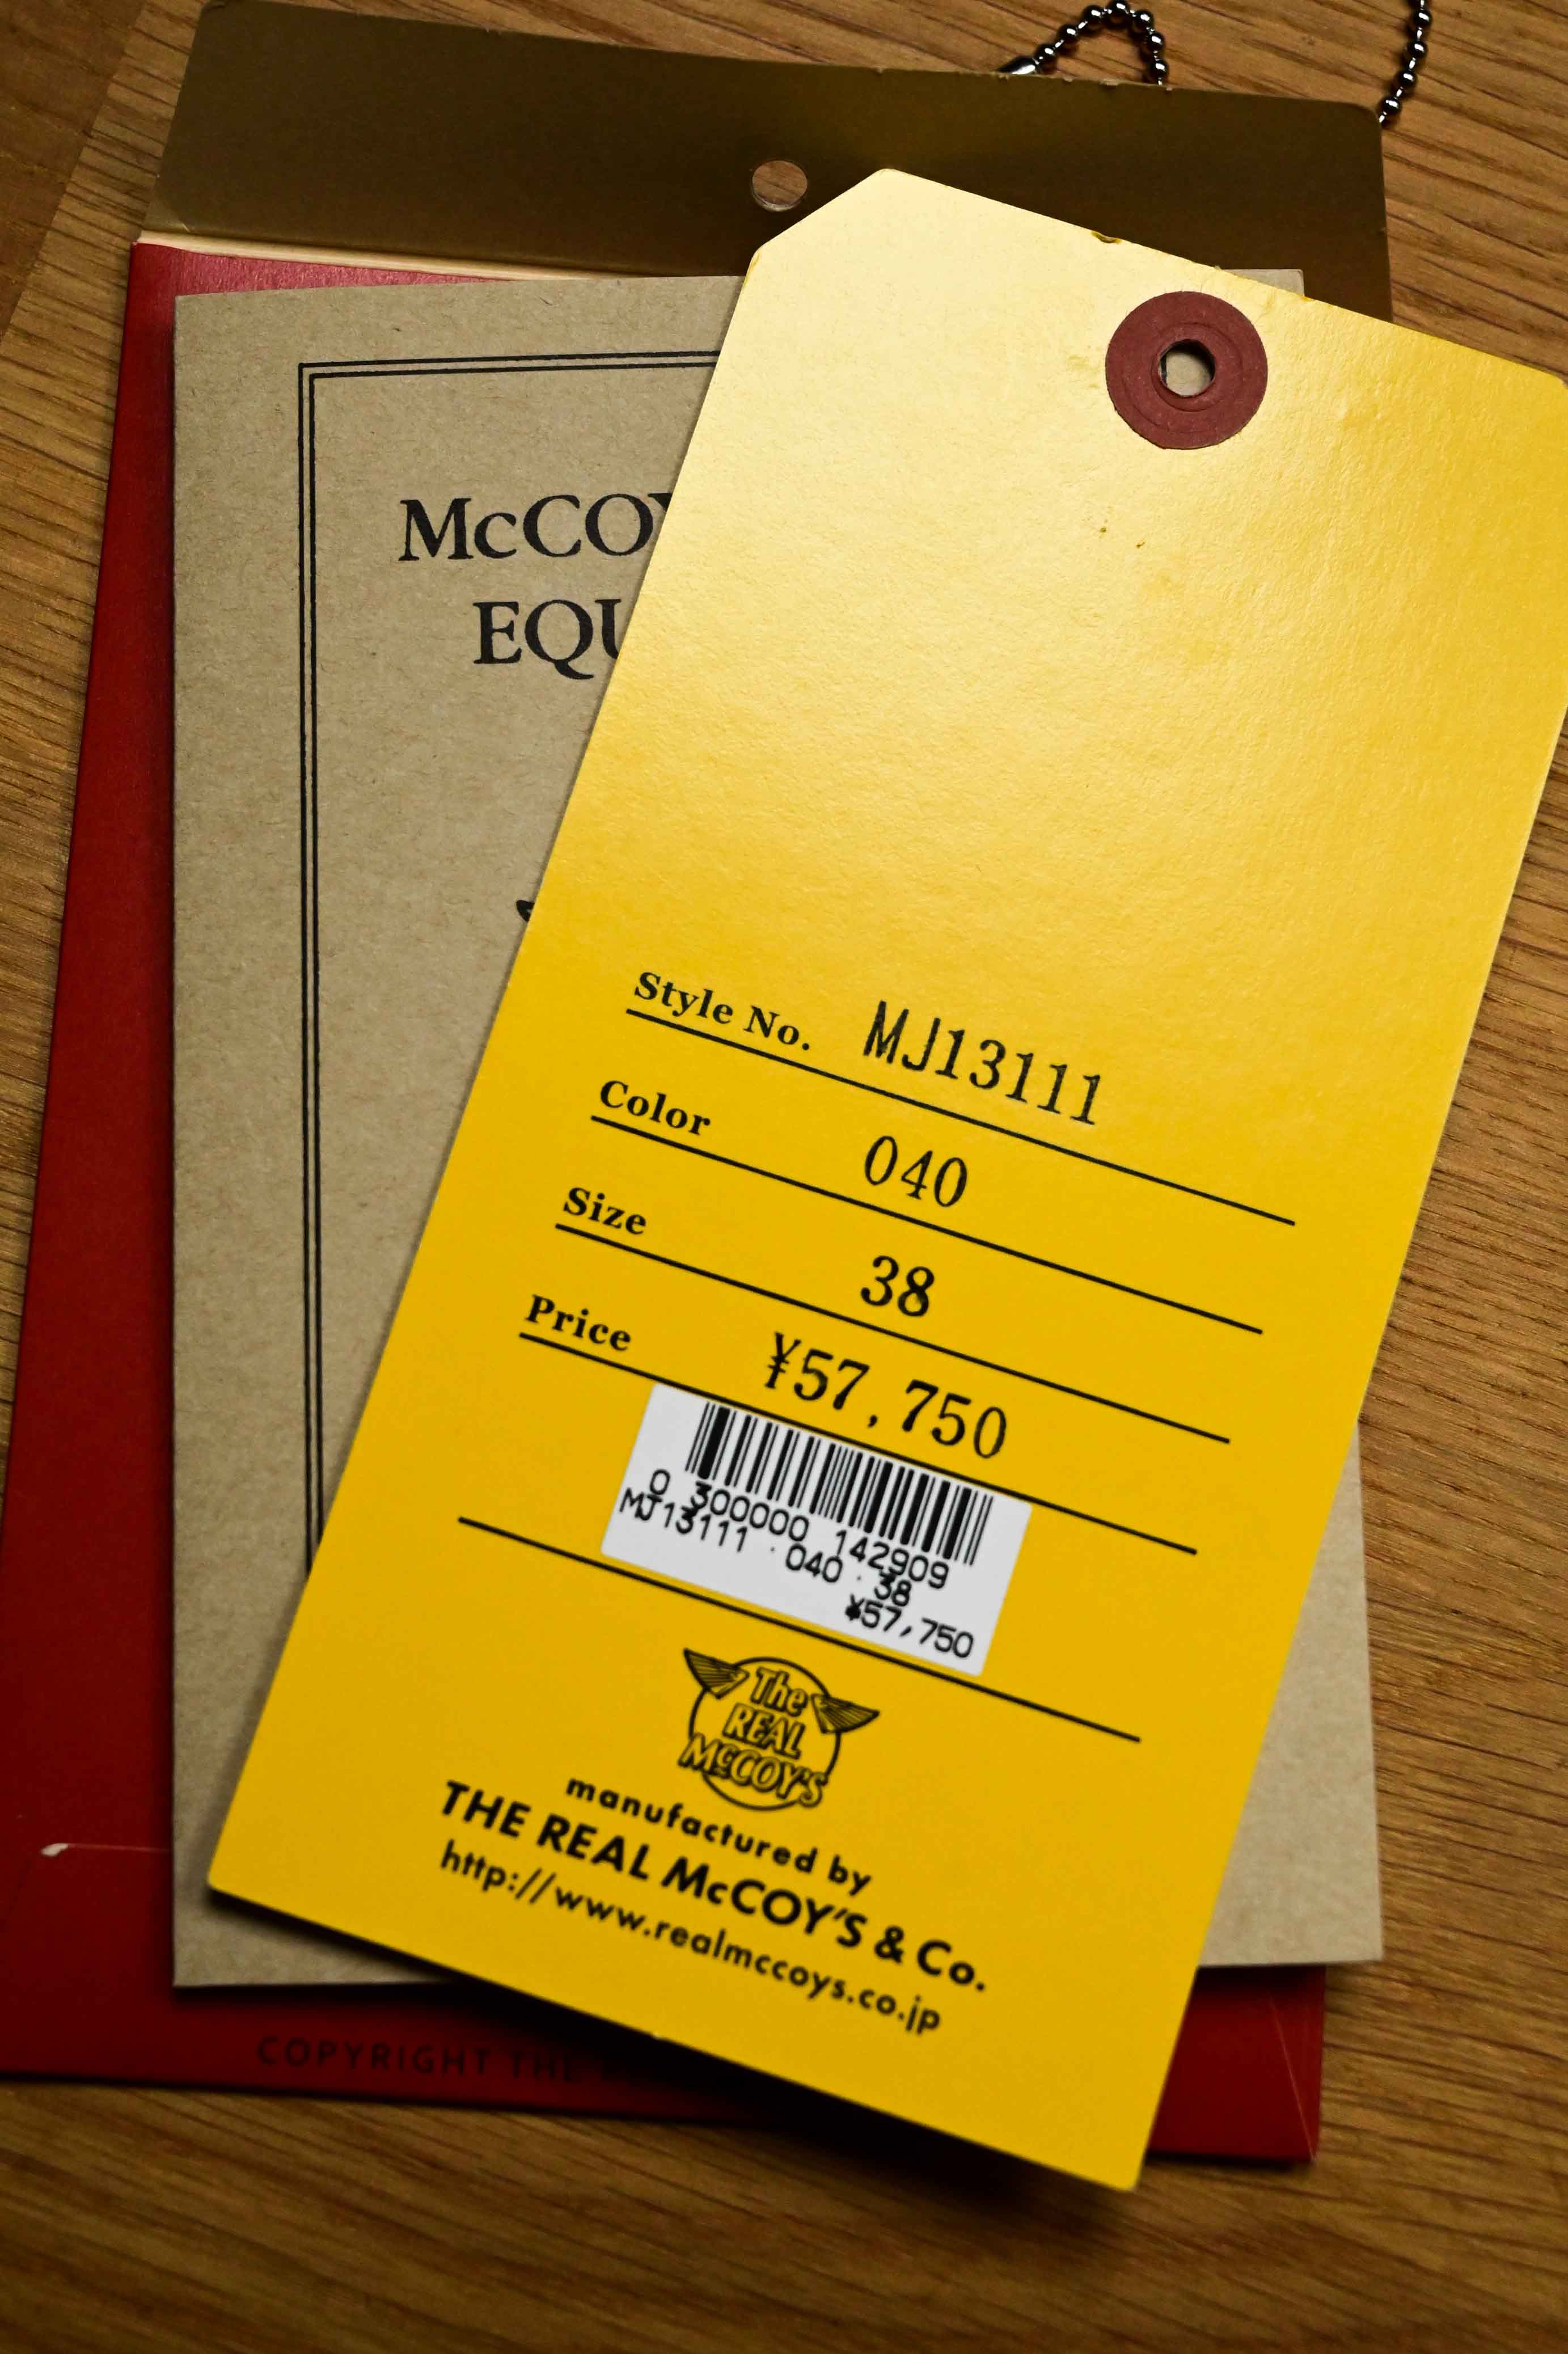 McCOY
EQU
Style No. MJ13111
Color 040
Size 38
Price ¥57,750
0 300000 142909
MJ13111 · 040 · 38
¥57,750
The
REAL
McCOY'S
manufactured by
THE REAL McCOY'S & Co.
http://www.realmccoys.co.jp
COPYRIGHT THE